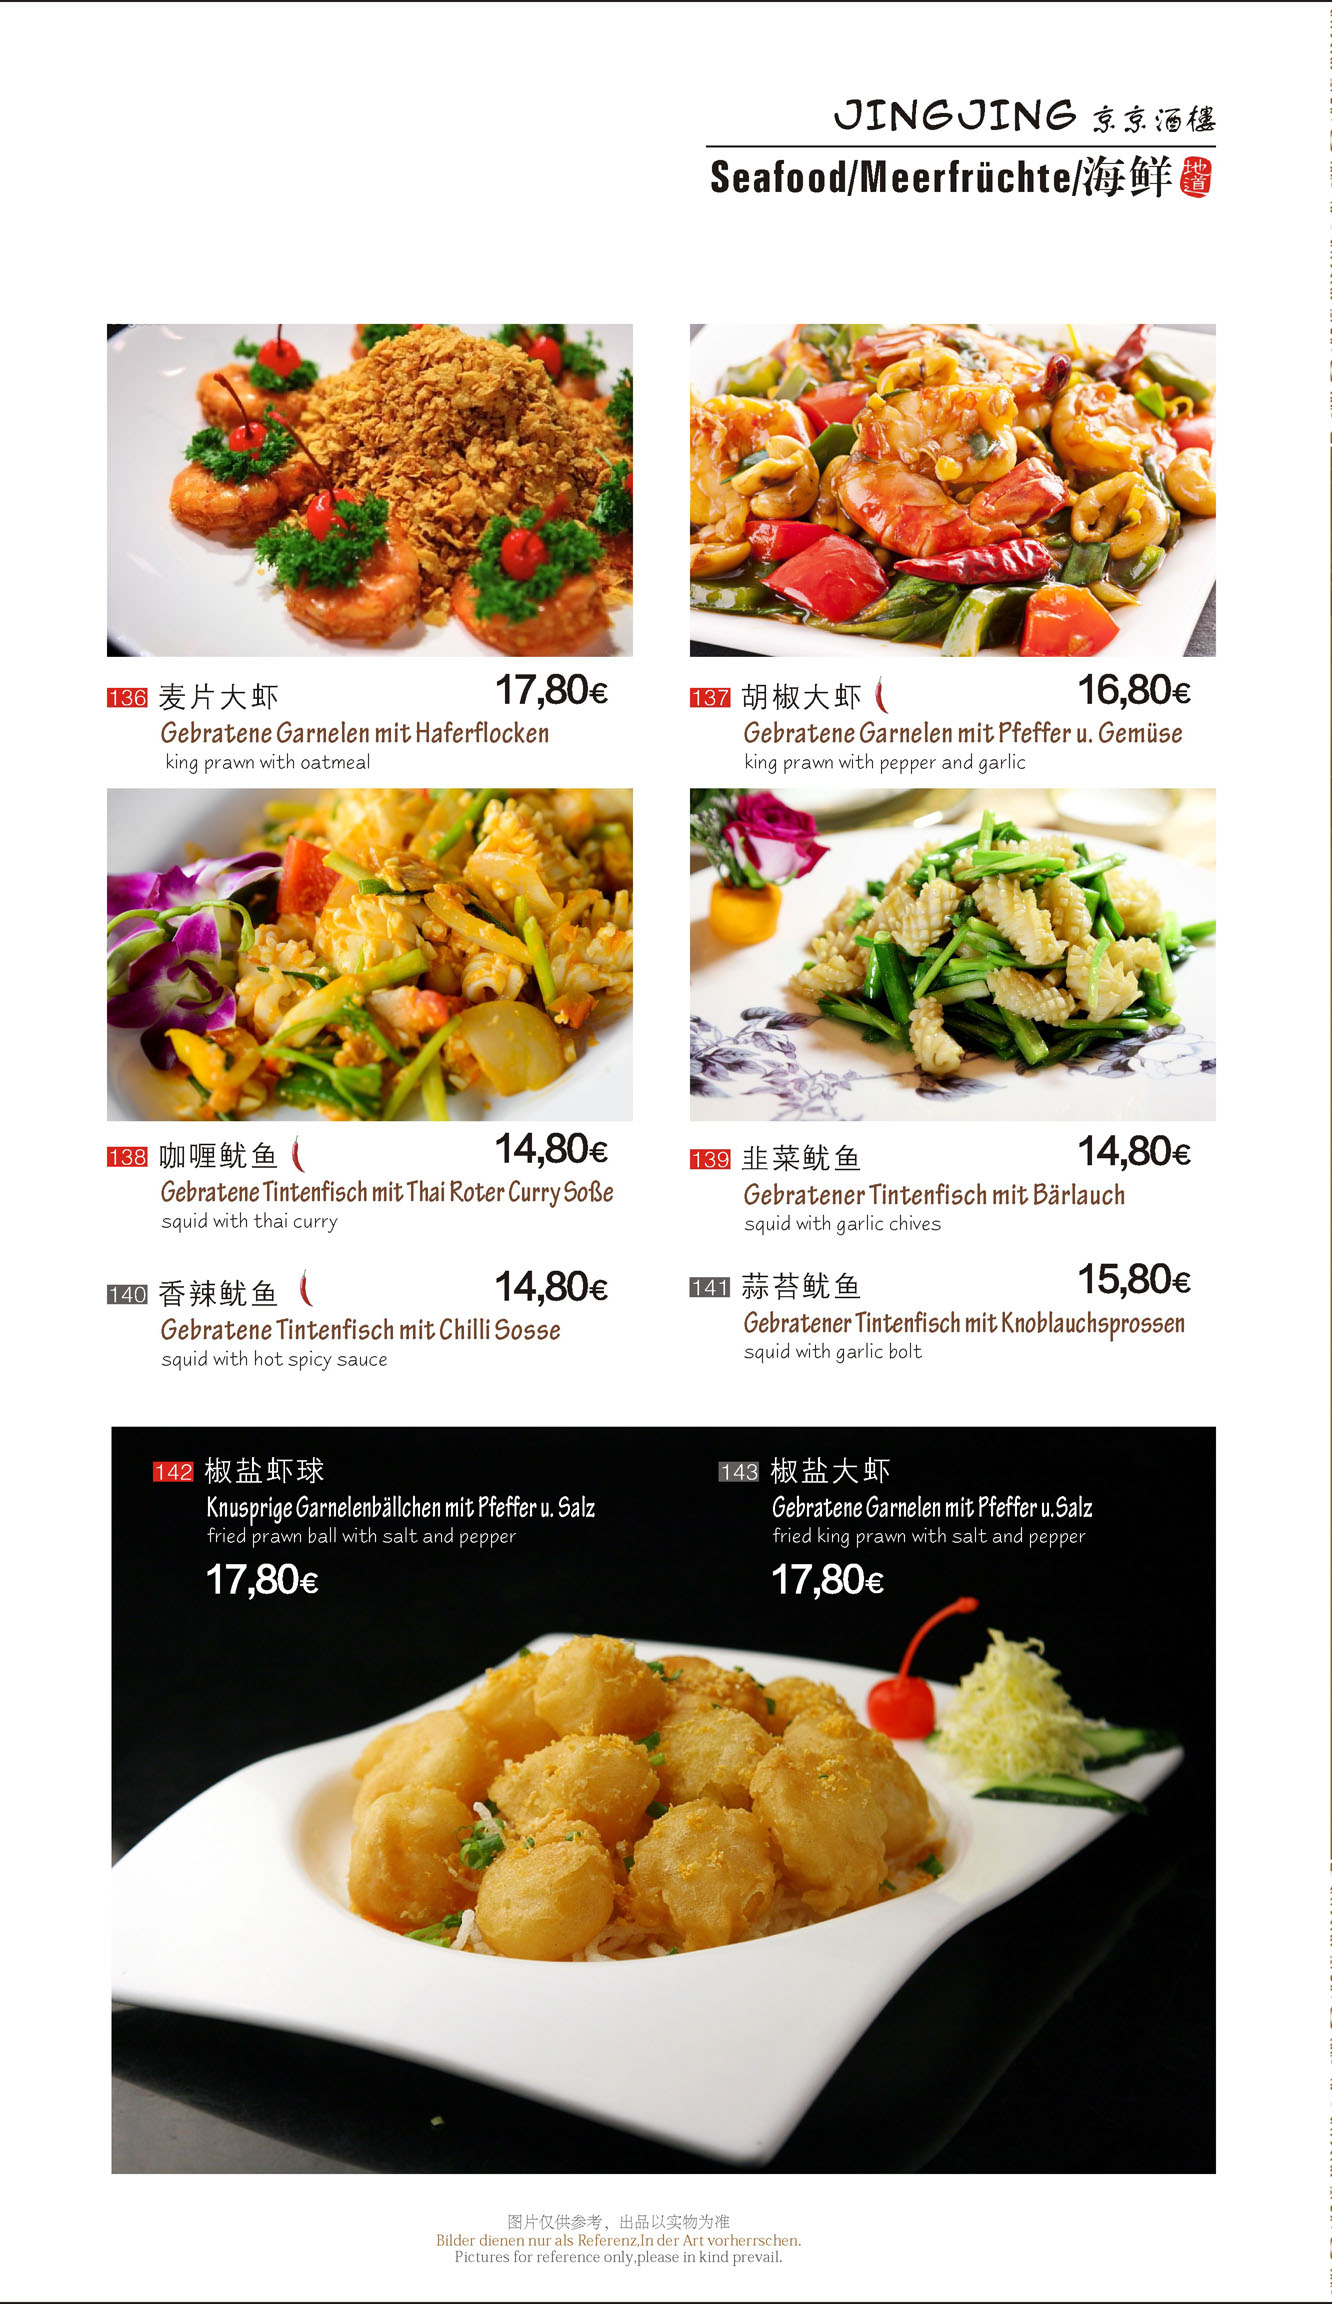 JINGJING 京京酒樓
Seafood/Meerfrüchte/海鲜 地道
136 麦片大虾 17,80€
Gebratene Garnelen mit Haferflocken
king prawn with oatmeal
137 胡椒大虾 16,80€
Gebratene Garnelen mit Pfeffer u. Gemüse
king prawn with pepper and garlic
138 咖喱鱿鱼 14,80€
Gebratene Tintenfisch mit Thai Roter Curry Soße
squid with thai curry
139 韭菜鱿鱼 14,80€
Gebratener Tintenfisch mit Bärlauch
squid with garlic chives
140 香辣鱿鱼 14,80€
Gebratene Tintenfisch mit Chilli Sosse
squid with hot spicy sauce
141 蒜苔鱿鱼 15,80€
Gebratener Tintenfisch mit Knoblauchsprossen
squid with garlic bolt
142 椒盐虾球
Knusprige Garnelenbällchen mit Pfeffer u. Salz
fried prawn ball with salt and pepper
17,80€
143 椒盐大虾
Gebratene Garnelen mit Pfeffer u.Salz
fried king prawn with salt and pepper
17,80€
图片仅供参考，出品以实物为准
Bilder dienen nur als Referenz,In der Art vorherrschen.
Pictures for reference only,please in kind prevail.